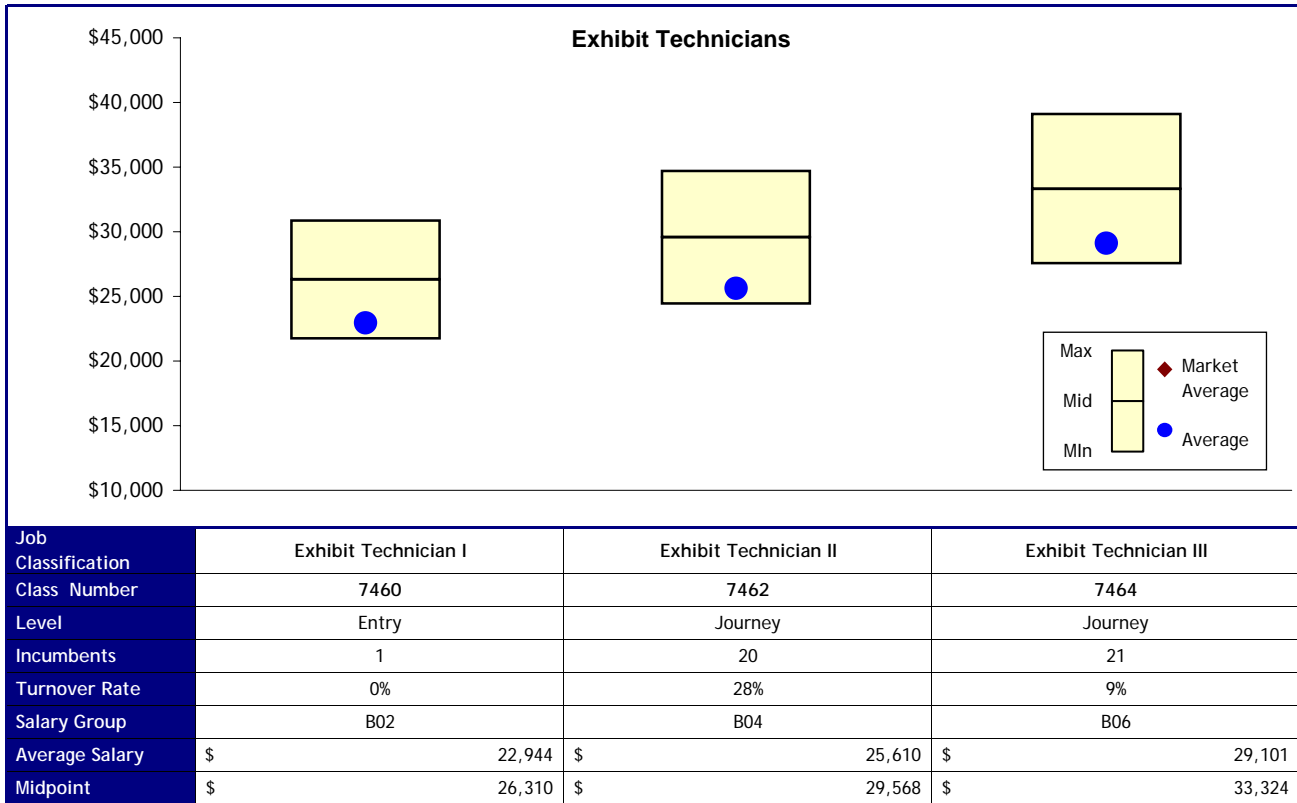 Exhibit Technicians
$45,000
$40,000
$35,000
$30,000
$25,000
$20,000
$15,000
$10,000
Max
Mid
MIn
Market
Average
Average
Job
Classification Exhibit Technician I Exhibit Technician II Exhibit Technician III
Class Number 7460 7462 7464
Level Entry Journey Journey
Incumbents 1 20 21
Turnover Rate 0% 28% 9%
Salary Group B02 B04 B06
Average Salary $ 22,944 $ 25,610 $ 29,101
Midpoint $ 26,310 $ 29,568 $ 33,324